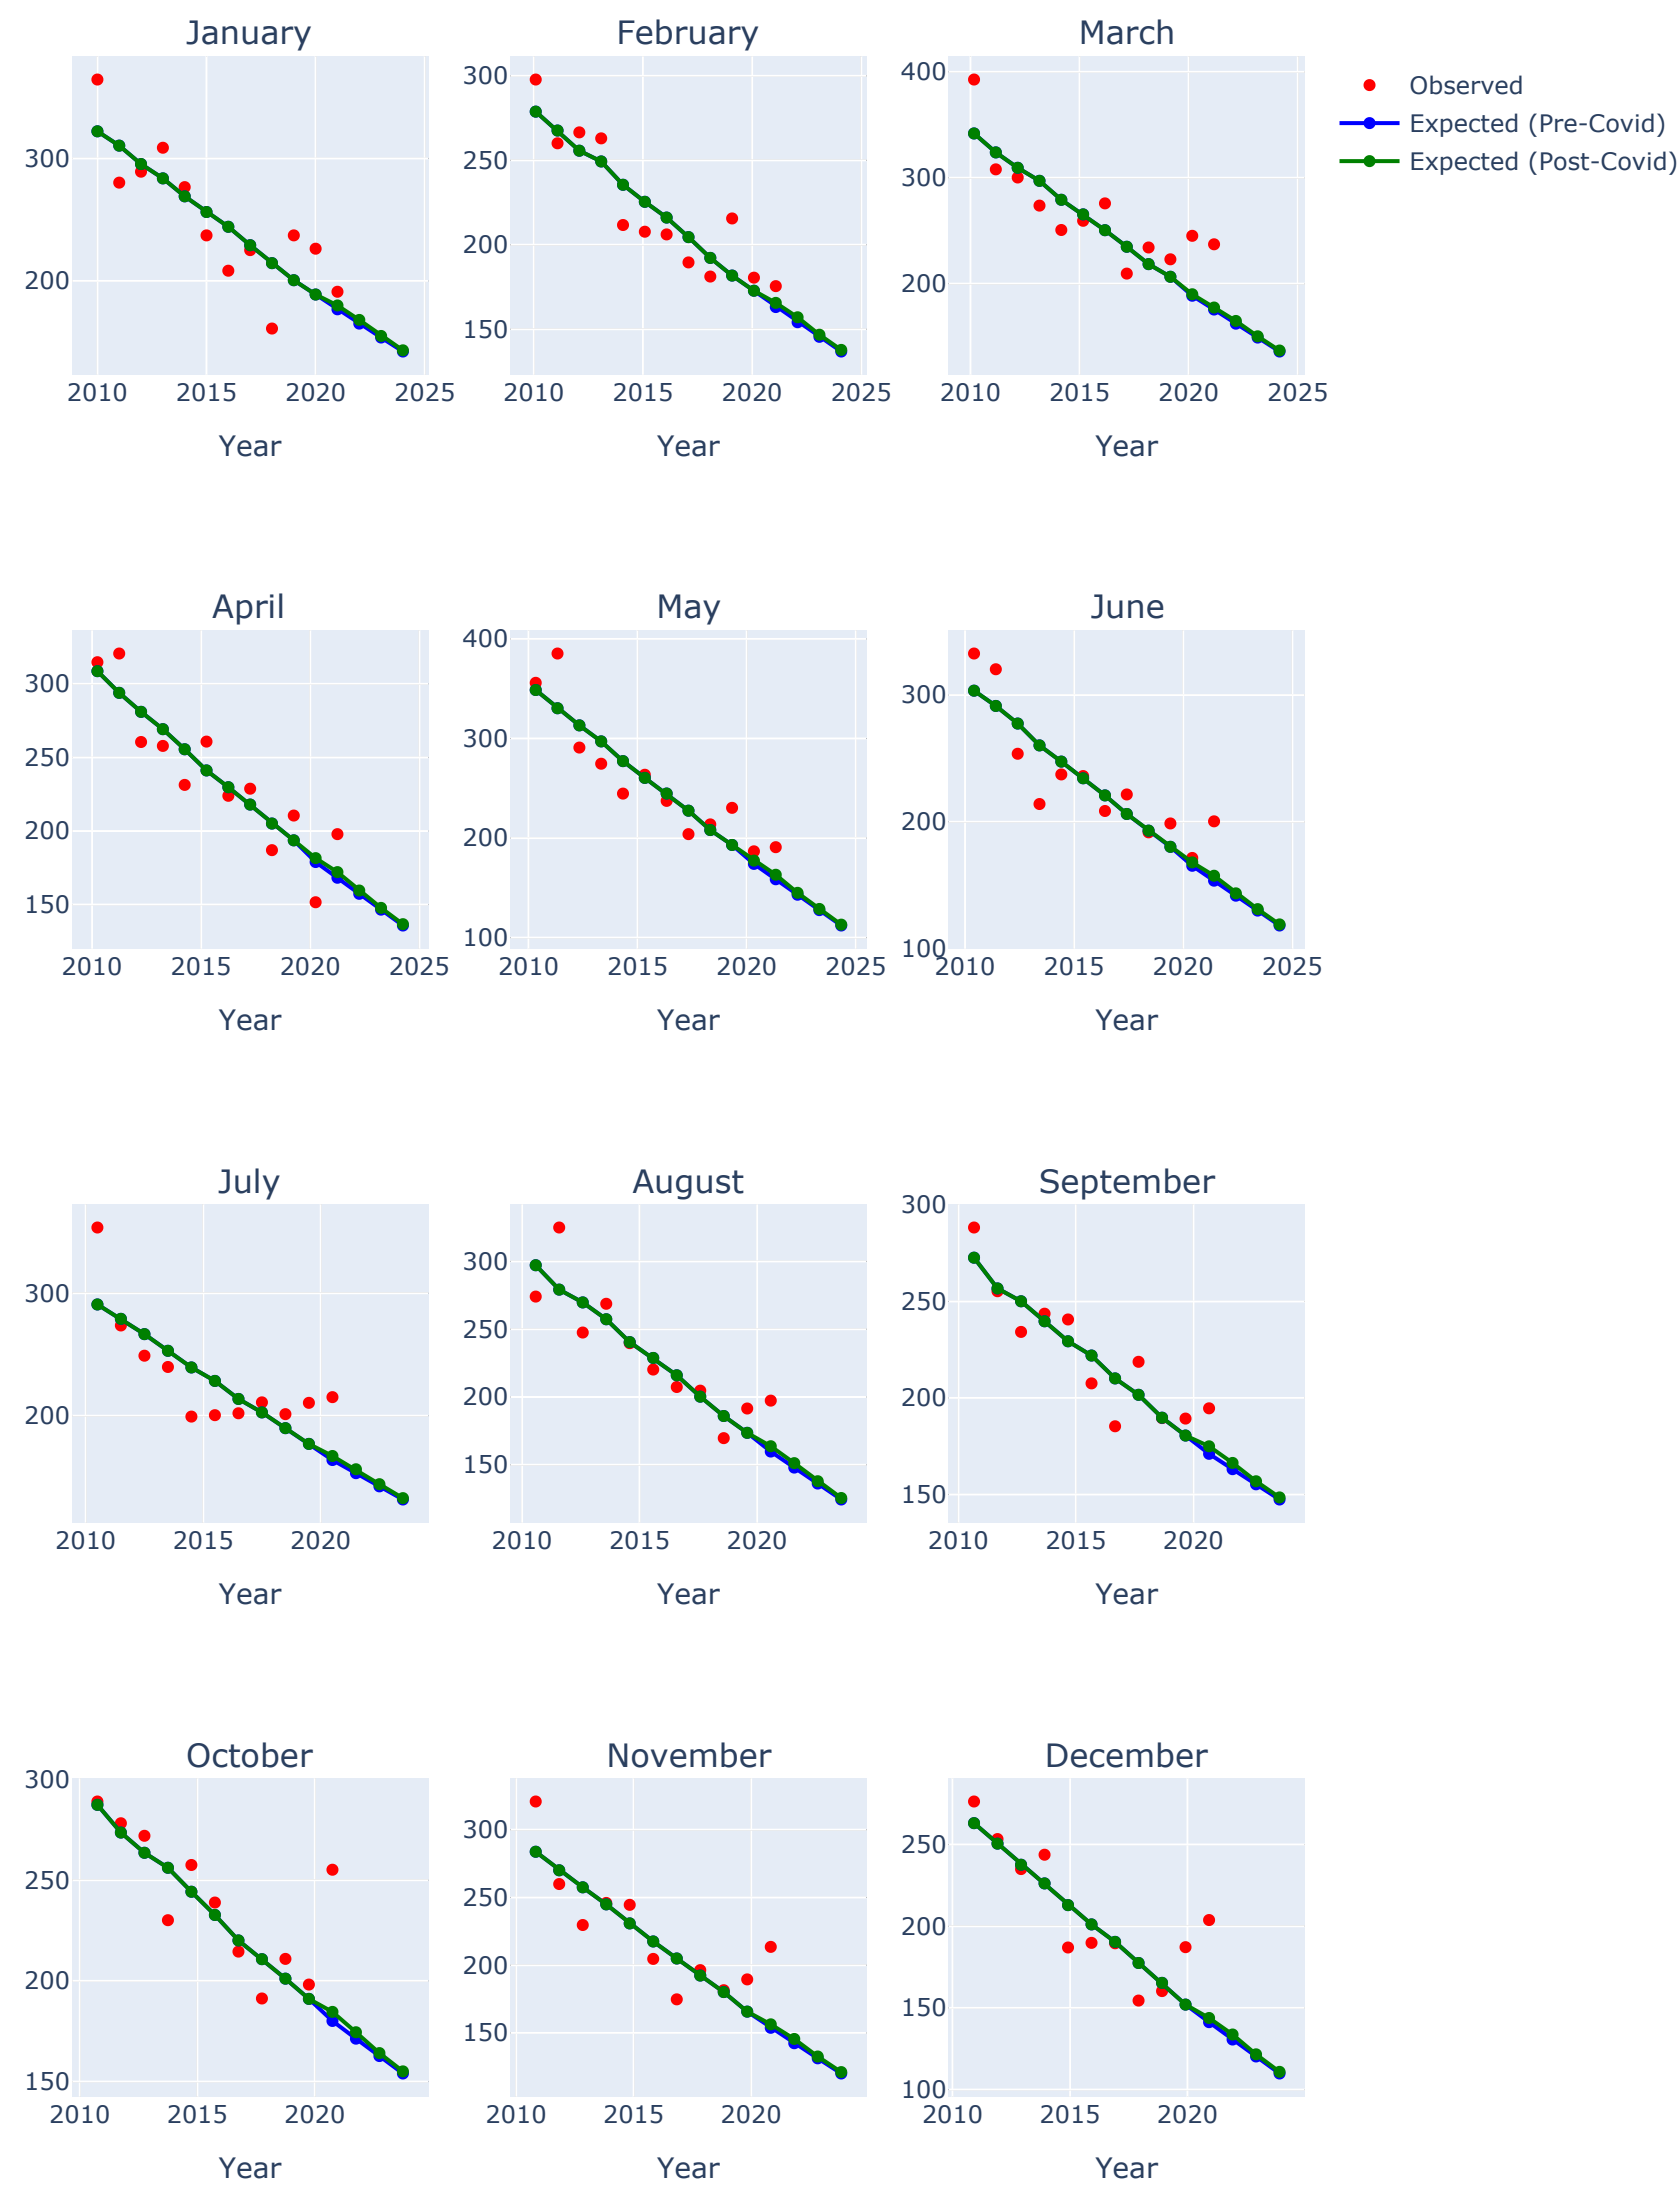 January February March
300
200
2010 2015 2020 2025
Year
300
250
200
150
2010 2015 2020 2025
Year
400
300
200
2010 2015 2020 2025
Year
Observed
Expected (Pre-Covid)
Expected (Post-Covid)
April May June
300
250
200
150
2010 2015 2020 2025
Year
400
300
200
100
2010 2015 2020 2025
Year
300
200
100
2010 2015 2020 2025
Year
July August September
300
200
2010 2015 2020
Year
300
250
200
150
2010 2015 2020
Year
300
250
200
150
2010 2015 2020
Year
October November December
300
250
200
150
2010 2015 2020
Year
300
250
200
150
2010 2015 2020
Year
250
200
150
100
2010 2015 2020
Year